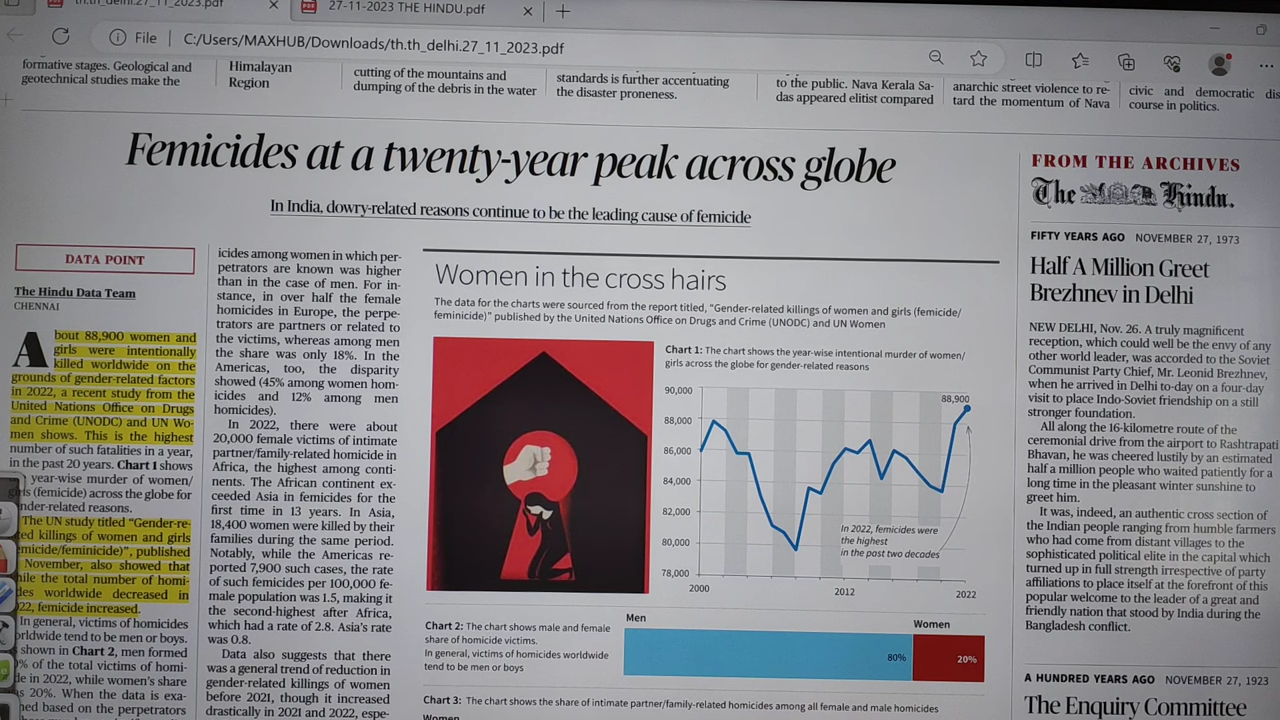 th.th_delhi.27_11_2023.pdf
27-11-2023 THE HINDU.pdf
File
C:/Users/MAXHUB/Downloads/th.th_delhi.27_11_2023.pdf
formative stages. Geological and
geotechnical studies make the
Himalayan
Region
cutting of the mountains and
dumping of the debris in the water
standards is further accentuating
the disaster proneness.
to the public. Nava Kerala Sa-
das appeared elitist compared
anarchic street violence to re-
tard the momentum of Nava
civic and democratic dis
course in politics.
Femicides at a twenty-year peak across globe
In India, dowry-related reasons continue to be the leading cause of femicide
DATA POINT
The Hindu Data Team
CHENNAI
About 88,900 women and
girls were intentionally
killed worldwide on the
grounds of gender-related factors
in 2022, a recent study from the
United Nations Office on Drugs
and Crime (UNODC) and UN Wo-
men shows. This is the highest
number of such fatalities in a year,
in the past 20 years. Chart 1 shows
year-wise murder of women/
girls (femicide) across the globe for
nder-related reasons.
The UN study titled “Gender-re-
ted killings of women and girls
emicide/feminicide)”, published
November, also showed that
hile the total number of homi-
des worldwide decreased in
22, femicide increased.
In general, victims of homicides
orldwide tend to be men or boys.
shown in Chart 2, men formed
0% of the total victims of homi-
de in 2022, while women's share
as 20%. When the data is exa-
ned based on the perpetrators
icides among women in which per-
petrators are known was higher
than in the case of men. For in-
stance, in over half the female
homicides in Europe, the perpe-
trators are partners or related to
the victims, whereas among men
the share was only 18%. In the
Americas, too, the disparity
showed (45% among women hom-
icides and 12% among men
homicides).
In 2022, there were about
20,000 female victims of intimate
partner/family-related homicide in
Africa, the highest among conti-
nents. The African continent ex-
ceeded Asia in femicides for the
first time in 13 years. In Asia,
18,400 women were killed by their
families during the same period.
Notably, while the Americas re-
ported 7,900 such cases, the rate
of such femicides per 100,000 fe-
male population was 1.5, making it
the second-highest after Africa,
which had a rate of 2.8. Asia's rate
was 0.8.
Data also suggests that there
was a general trend of reduction in
gender-related killings of women
before 2021, though it increased
drastically in 2021 and 2022, espe-
Women in the cross hairs
The data for the charts were sourced from the report titled, “Gender-related killings of women and girls (femicide/
feminicide)” published by the United Nations Office on Drugs and Crime (UNODC) and UN Women
Chart 1: The chart shows the year-wise intentional murder of women/
girls across the globe for gender-related reasons
90,000
88,000
86,000
84,000
82,000
80,000
78,000
88,900
In 2022, femicides were
the highest
in the past two decades
2000
2012
2022
Chart 2: The chart shows male and female
share of homicide victims.
In general, victims of homicides worldwide
tend to be men or boys
Men
Women
80%
20%
Chart 3: The chart shows the share of intimate partner/family-related homicides among all female and male homicides
Women
FROM THE ARCHIVES
The Hindu.
FIFTY YEARS AGO NOVEMBER 27, 1973
Half A Million Greet
Brezhnev in Delhi
NEW DELHI, Nov. 26. A truly magnificent
reception, which could well be the envy of any
other world leader, was accorded to the Soviet
Communist Party Chief, Mr. Leonid Brezhnev,
when he arrived in Delhi to-day on a four-day
visit to place Indo-Soviet friendship on a still
stronger foundation.
All along the 16-kilometre route of the
ceremonial drive from the airport to Rashtrapati
Bhavan, he was cheered lustily by an estimated
half a million people who waited patiently for a
long time in the pleasant winter sunshine to
greet him.
It was, indeed, an authentic cross section of
the Indian people ranging from humble farmers
who had come from distant villages to the
sophisticated political elite in the capital which
turned up in full strength irrespective of party
affiliations to place itself at the forefront of this
popular welcome to the leader of a great and
friendly nation that stood by India during the
Bangladesh conflict.
A HUNDRED YEARS AGO NOVEMBER 27, 1923
The Enquiry Committee